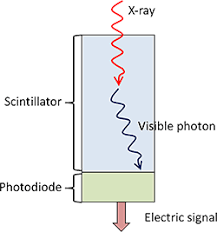 X-ray
Scintillator
Visible photon
Photodiode
Electric signal